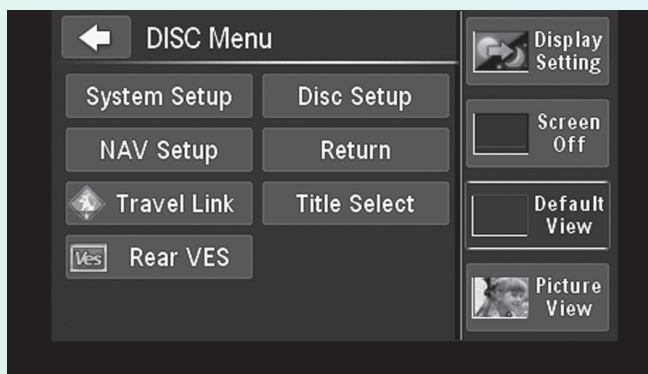 DISC Menu
System Setup
Disc Setup
NAV Setup
Return
Travel Link
Title Select
Ves
Rear VES
Display
Setting
Screen
Off
Default
View
Picture
View